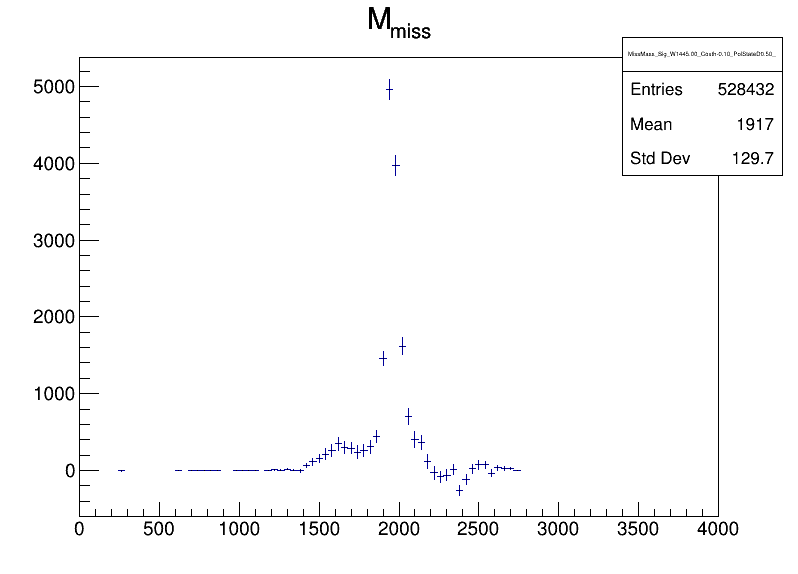 M_miss
MissMass_Sig_W1445.00_Costh-0.10_PolStateD0.50_
Entries 528432
Mean 1917
Std Dev 129.7
5000
4000
3000
2000
1000
0
0 500 1000 1500 2000 2500 3000 3500 4000